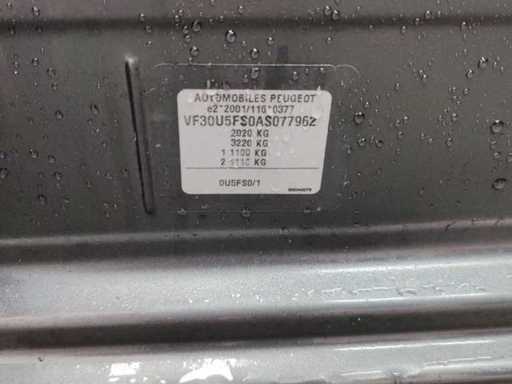 AUTOMOBILES PEUGEOT
e2*2001/116*0377
VF30U5FS0AS077962
2020 KG
3220 KG
1 1100 KG
2 1110 KG
0U5FS0/1